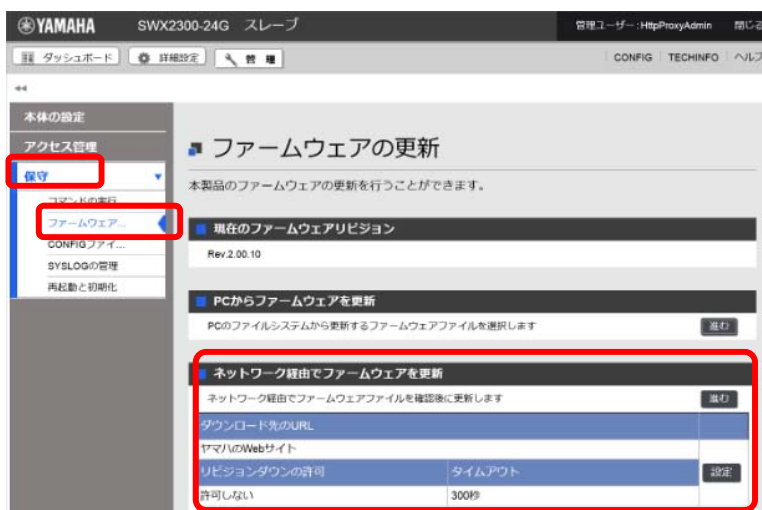 YAMAHA SWX2300-24G スレーブ 管理ユーザー:HttpProxyAdmin 閉じる
ダッシュボード 詳細設定 管理 CONFIG TECHINFO ヘルプ
本体の設定
アクセス管理
保守
コマンドの実行
ファームウェア...
CONFIGファイ...
SYSLOGの管理
再起動と初期化
ファームウェアの更新
本製品のファームウェアの更新を行うことができます。
現在のファームウェアリビジョン
Rev.2.00.10
PCからファームウェアを更新
PCのファイルシステムから更新するファームウェアファイルを選択します 進む
ネットワーク経由でファームウェアを更新
ネットワーク経由でファームウェアファイルを確認後に更新します 進む
ダウンロード先のURL
ヤマハのWebサイト
リビジョンダウンの許可 タイムアウト 設定
許可しない 300秒